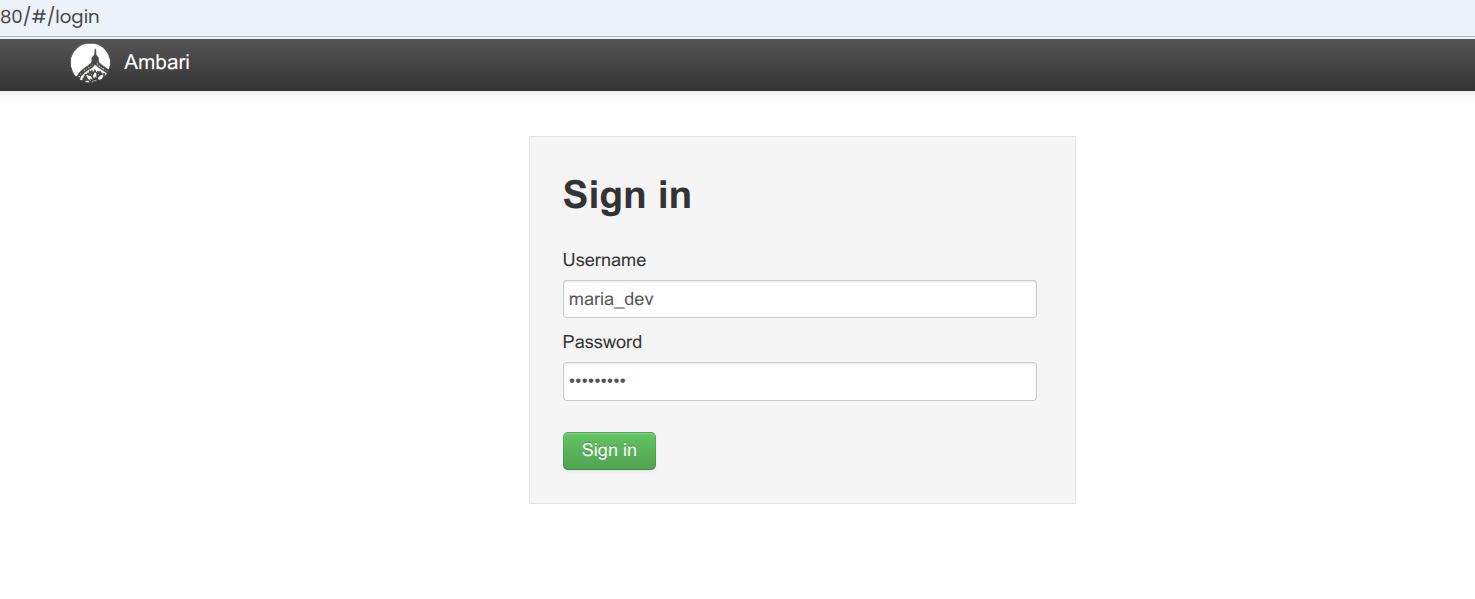 80/#/login
Ambari
Sign in
Username
maria_dev
Password
•••••••••
Sign in